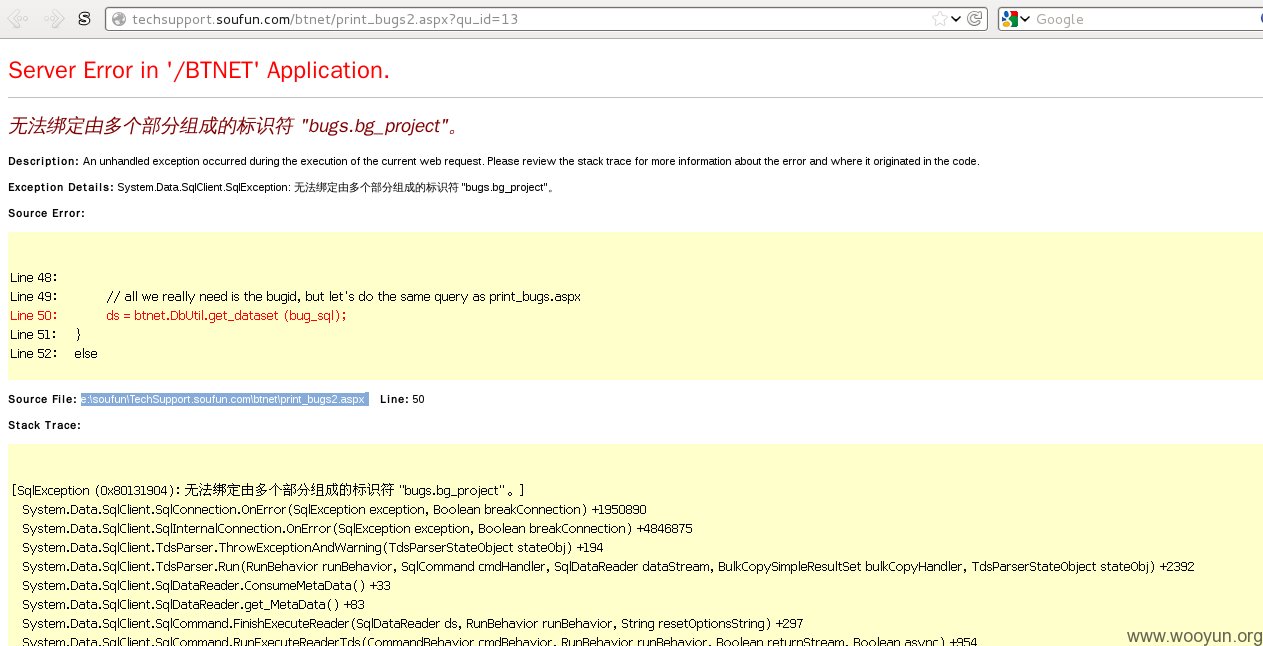 techsupport.soufun.com/btnet/print_bugs2.aspx?qu_id=13
Google
Server Error in '/BTNET' Application.
无法绑定由多个部分组成的标识符 "bugs.bg_project"。
Description: An unhandled exception occurred during the execution of the current web request. Please review the stack trace for more information about the error and where it originated in the code.
Exception Details: System.Data.SqlClient.SqlException: 无法绑定由多个部分组成的标识符 "bugs.bg_project"。
Source Error:
Line 48:
Line 49: // all we really need is the bugid, but let's do the same query as print_bugs.aspx
Line 50: ds = btnet.DbUtil.get_dataset (bug_sql);
Line 51: }
Line 52: else
Source File: e:\soufun\TechSupport.soufun.com\btnet\print_bugs2.aspx Line: 50
Stack Trace:
[SqlException (0x80131904): 无法绑定由多个部分组成的标识符 "bugs.bg_project"。]
System.Data.SqlClient.SqlConnection.OnError(SqlException exception, Boolean breakConnection) +1950890
System.Data.SqlClient.SqlInternalConnection.OnError(SqlException exception, Boolean breakConnection) +4846875
System.Data.SqlClient.TdsParser.ThrowExceptionAndWarning(TdsParserStateObject stateObj) +194
System.Data.SqlClient.TdsParser.Run(RunBehavior runBehavior, SqlCommand cmdHandler, SqlDataReader dataStream, BulkCopySimpleResultSet bulkCopyHandler, TdsParserStateObject stateObj) +2392
System.Data.SqlClient.SqlDataReader.ConsumeMetaData() +33
System.Data.SqlClient.SqlDataReader.get_MetaData() +83
System.Data.SqlClient.SqlCommand.FinishExecuteReader(SqlDataReader ds, RunBehavior runBehavior, String resetOptionsString) +297
System.Data.SqlClient.SqlCommand.RunExecuteReaderTds(CommandBehavior cmdBehavior, RunBehavior runBehavior, Boolean returnStream, Boolean async) +954
www.wooyun.org